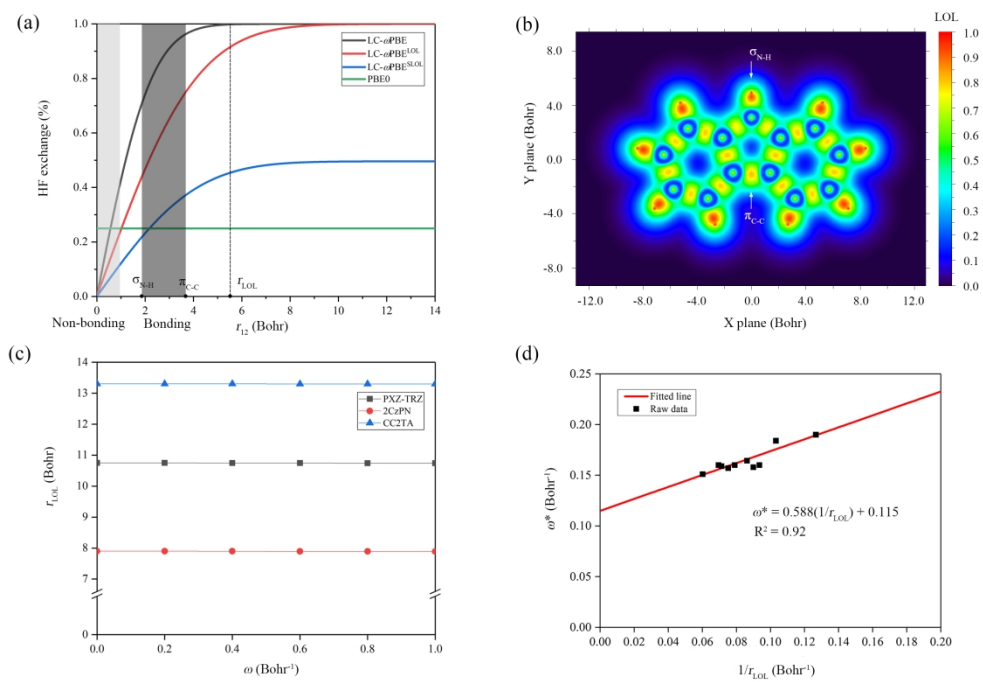 (a)
1.0
0.8
0.6
0.4
0.2
0.0
HF exchange (%)
LC-ωPBE
LC-ωPBE^LOL
LC-ωPBE^SLOL
PBE0
σN-H
πC-C
rLOL
0 2 4 6 8 10 12 14
Non-bonding
Bonding
r12 (Bohr)
(b)
LOL
8.0
4.0
0.0
-4.0
-8.0
Y plane (Bohr)
σN-H
πC-C
1.0
0.9
0.8
0.7
0.6
0.5
0.4
0.3
0.2
0.1
0.0
-12.0 -8.0 -4.0 0.0 4.0 8.0 12.0
X plane (Bohr)
(c)
14
13
12
11
10
9
8
7
0
rLOL (Bohr)
PXZ-TRZ
2CzPN
CC2TA
0.0 0.2 0.4 0.6 0.8 1.0
ω (Bohr-1)
(d)
0.25
0.20
0.15
0.10
0.05
0.00
ω* (Bohr-1)
Fitted line
Raw data
ω* = 0.588(1/rLOL) + 0.115
R2 = 0.92
0.00 0.02 0.04 0.06 0.08 0.10 0.12 0.14 0.16 0.18 0.20
1/rLOL (Bohr-1)